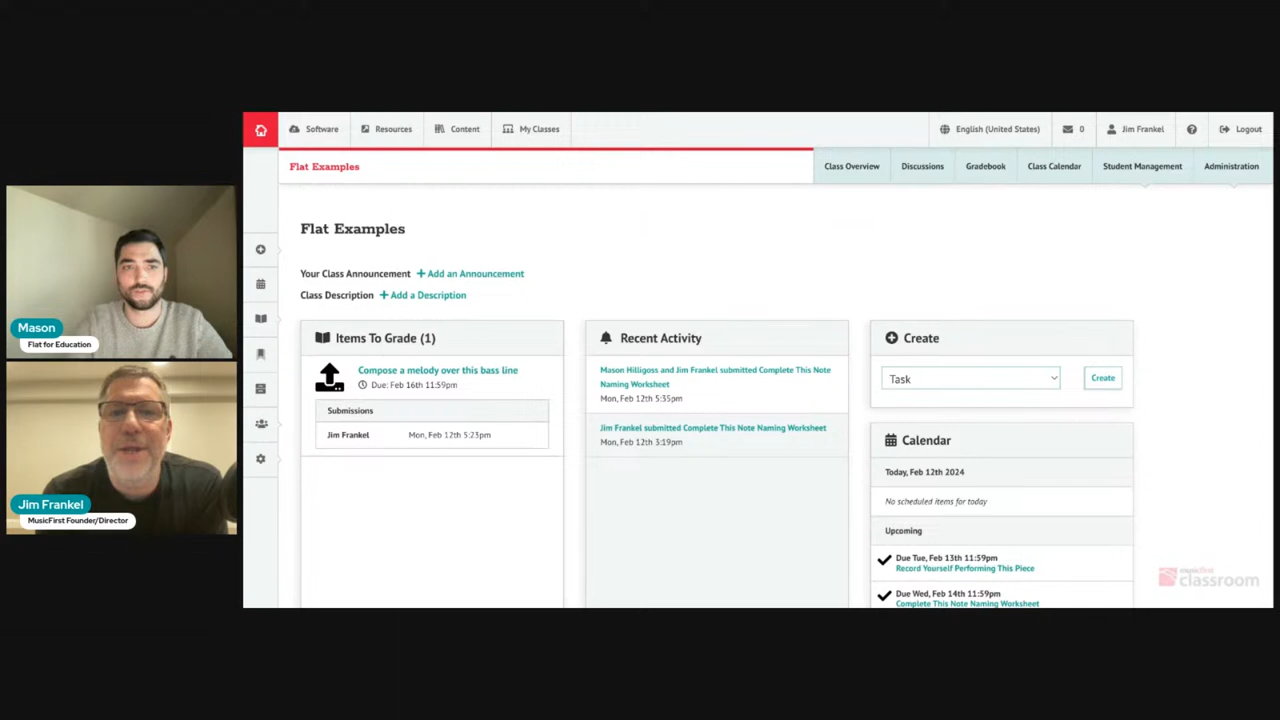 Software
Resources
Content
My Classes
English (United States)
0
Jim Frankel
Logout
Flat Examples
Class Overview
Discussions
Gradebook
Class Calendar
Student Management
Administration
Flat Examples
Your Class Announcement + Add an Announcement
Class Description + Add a Description
Mason
Flat for Education
Jim Frankel
MusicFirst Founder/Director
Items To Grade (1)
Compose a melody over this bass line
Due: Feb 16th 11:59pm
Submissions
Jim Frankel Mon, Feb 12th 5:23pm
Recent Activity
Mason Hilligoss and Jim Frankel submitted Complete This Note
Naming Worksheet
Mon, Feb 12th 5:35pm
Jim Frankel submitted Complete This Note Naming Worksheet
Mon, Feb 12th 3:19pm
Create
Task
Create
Calendar
Today, Feb 12th 2024
No scheduled items for today
Upcoming
Due Tue, Feb 13th 11:59pm
Record Yourself Performing This Piece
Due Wed, Feb 14th 11:59pm
Complete This Note Naming Worksheet
musicfirst
classroom